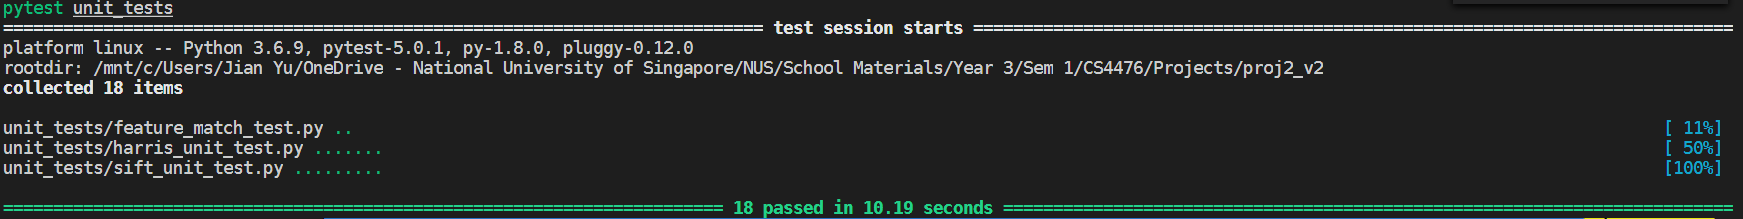 pytest unit_tests
============================================================================ test session starts ============================================================================
platform linux -- Python 3.6.9, pytest-5.0.1, py-1.8.0, pluggy-0.12.0
rootdir: /mnt/c/Users/Jian Yu/OneDrive - National University of Singapore/NUS/School Materials/Year 3/Sem 1/CS4476/Projects/proj2_v2
collected 18 items
unit_tests/feature_match_test.py .. [ 11%]
unit_tests/harris_unit_test.py ....... [ 50%]
unit_tests/sift_unit_test.py ......... [100%]
======================================================================== 18 passed in 10.19 seconds =========================================================================